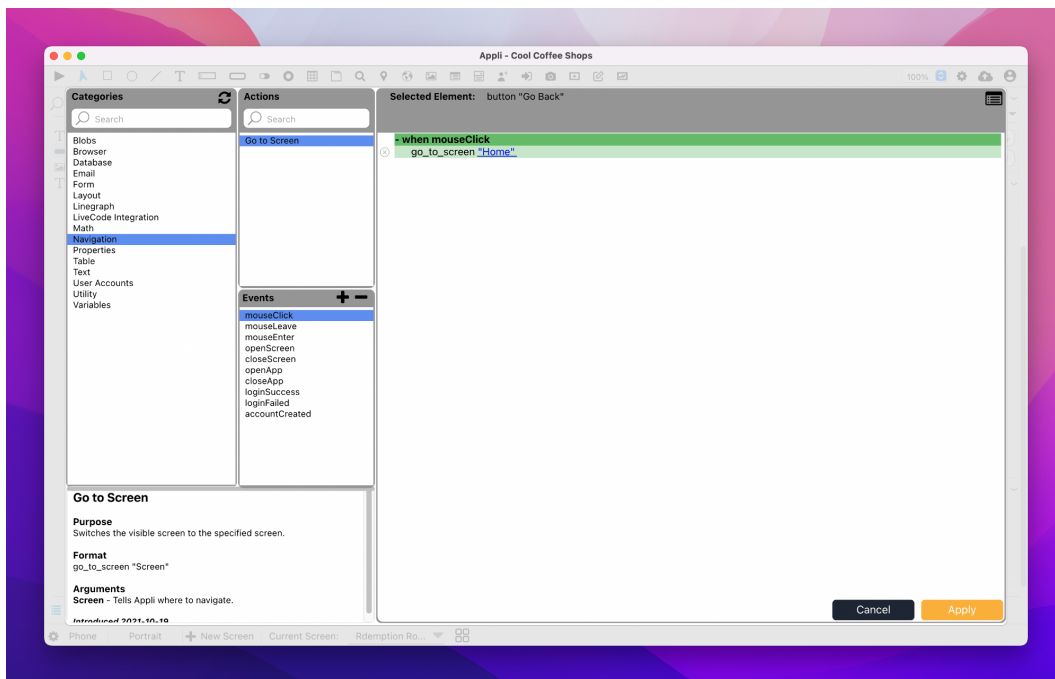 Appli - Cool Coffee Shops
T
100%
Categories
Search
Blobs
Browser
Database
Email
Form
Layout
Linegraph
LiveCode Integration
Math
Navigation
Properties
Table
Text
User Accounts
Utility
Variables
Actions
Search
Go to Screen
Events
mouseClick
mouseLeave
mouseEnter
openScreen
closeScreen
openApp
closeApp
loginSuccess
loginFailed
accountCreated
Selected Element: button "Go Back"
- when mouseClick
go_to_screen "Home"
Go to Screen
Purpose
Switches the visible screen to the specified screen.
Format
go_to_screen "Screen"
Arguments
Screen - Tells Appli where to navigate.
Introduced 2021-10-19
Cancel
Apply
Phone Portrait New Screen Current Screen: Rdemption Ro...